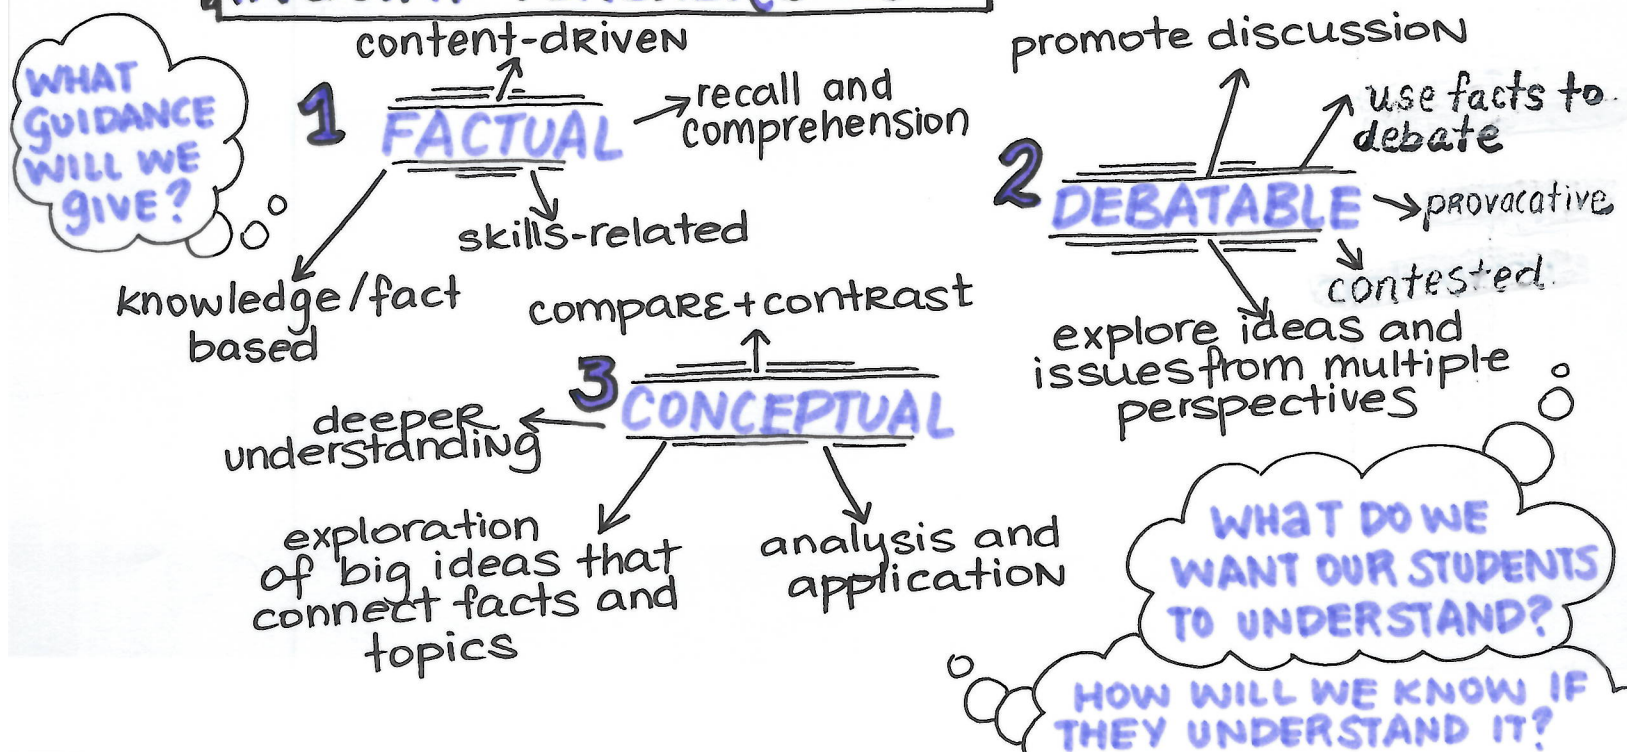 WHAT
GUIDANCE
WILL WE
GIVE?
1
FACTUAL
content-driven
recall and
comprehension
skills-related
knowledge/fact
based
2
DEBATABLE
promote discussion
use facts to
debate
provacative
contested.
explore ideas and
issues from multiple
perspectives
3
CONCEPTUAL
compare+contrast
deeper
understanding
exploration
of big ideas that
connect facts and
topics
analysis and
application
WHaT DO WE
WANT OUR STUDENTS
TO UNDERSTAND?
HOW WILL WE KNOW IF
THEY UNDERSTAND IT?